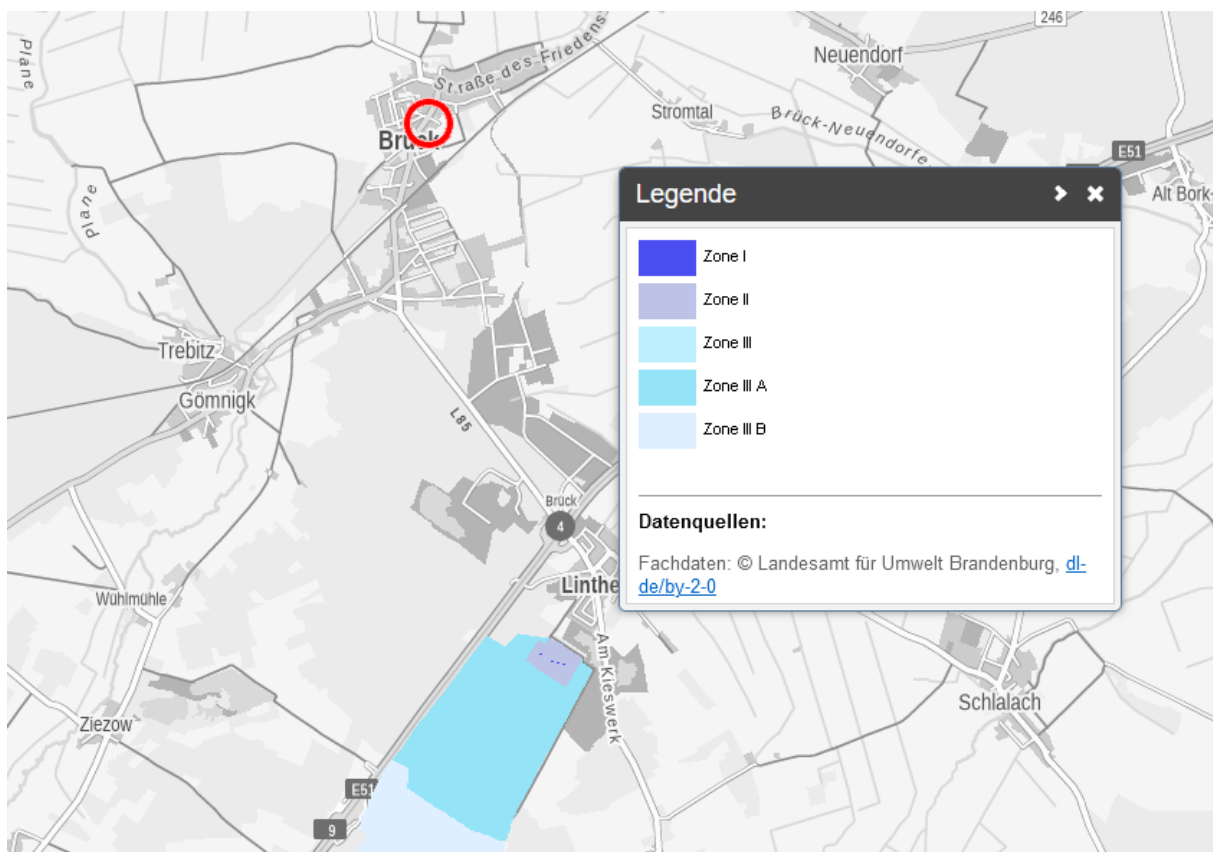 246
Plane
Straße des Friedens
Neuendorf
Stromtal
Brück-Neuendorfer
Brück
E51
Alt Bork-
Legende
Zone I
Zone II
Zone III
Zone III A
Zone III B
Datenquellen:
Fachdaten: © Landesamt für Umwelt Brandenburg, dl-
de/by-2-0
Plane
Trebitz
Gömnigk
L85
Brück
4
Linthe
Wühlmühle
Am Kieswerk
Schlalach
Ziezow
E51
9